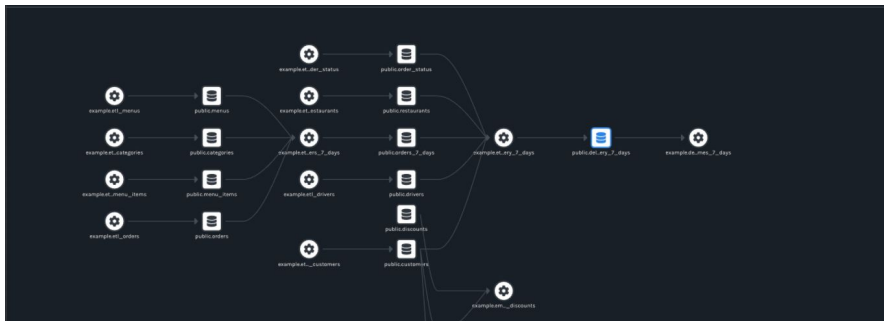 example.et..der_status
public.order_status
example.etl_menus
public.menus
example.et..estaurants
public.restaurants
example.et..categories
public.categories
example.et..ers_7_days
public.orders_7_days
example.et..ery_7_days
public.del..ery_7_days
example.de..mes_7_days
example.et..menu_items
public.menu_items
example.etl_drivers
public.drivers
example.etl_orders
public.orders
public.discounts
example.et..._customers
public.customers
example.em..._discounts